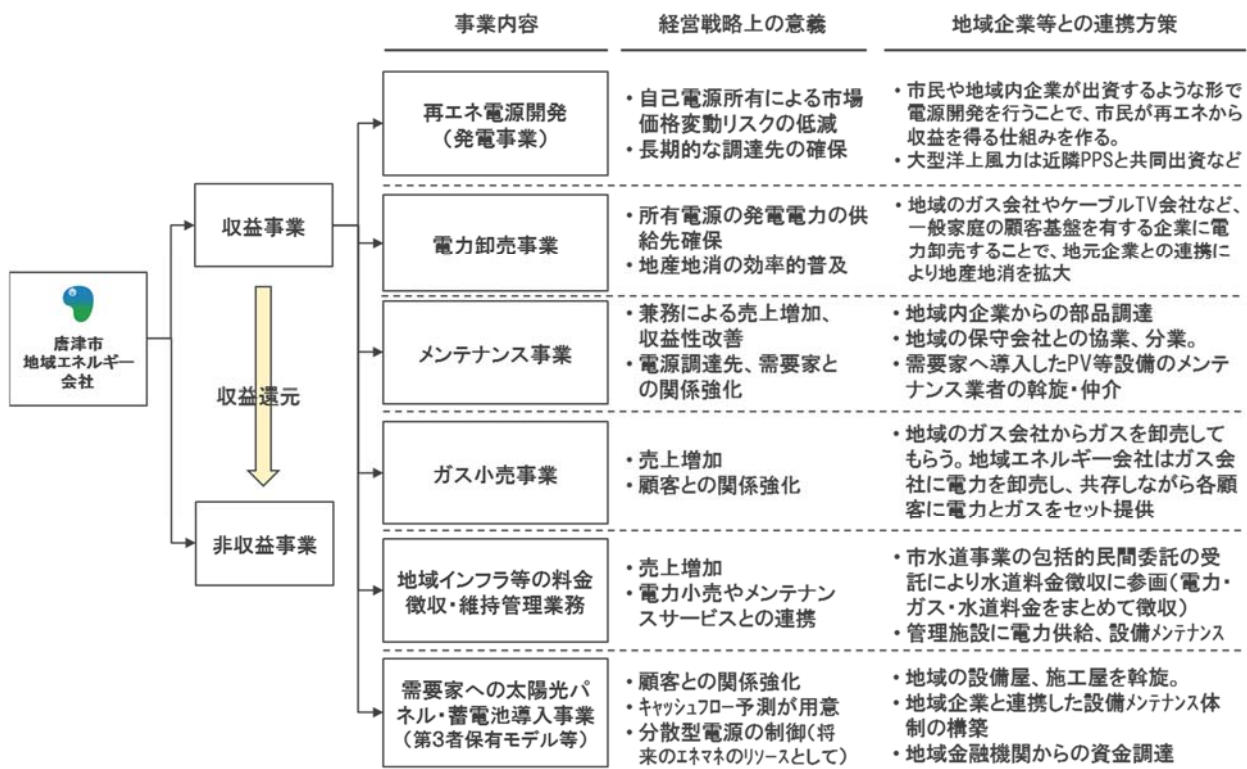 事業内容
経営戦略上の意義
地域企業等との連携方策
唐津市
地域エネルギー
会社
収益事業
収益還元
非収益事業
再エネ電源開発
（発電事業）
・自己電源所有による市場
価格変動リスクの低減
・長期的な調達先の確保
・市民や地域内企業が出資するような形で
電源開発を行うことで、市民が再エネから
収益を得る仕組みを作る。
・大型洋上風力は近隣PPSと共同出資など
電力卸売事業
・所有電源の発電電力の供
給先確保
・地産地消の効率的普及
・地域のガス会社やケーブルTV会社など、
一般家庭の顧客基盤を有する企業に電
力卸売することで、地元企業との連携に
より地産地消を拡大
メンテナンス事業
・兼務による売上増加、
収益性改善
・電源調達先、需要家と
の関係強化
・地域内企業からの部品調達
・地域の保守会社との協業、分業。
・需要家へ導入したPV等設備のメンテ
ナンス業者の斡旋・仲介
ガス小売事業
・売上増加
・顧客との関係強化
・地域のガス会社からガスを卸売して
もらう。地域エネルギー会社はガス会
社に電力を卸売し、共存しながら各顧
客に電力とガスをセット提供
地域インフラ等の料金
徴収・維持管理業務
・売上増加
・電力小売やメンテナン
スサービスとの連携
・市水道事業の包括的民間委託の受
託により水道料金徴収に参画（電力・
ガス・水道料金をまとめて徴収）
・管理施設に電力供給、設備ﾒﾝﾃﾅﾝｽ
需要家への太陽光パ
ネル・蓄電池導入事業
（第3者保有モデル等）
・顧客との関係強化
・ｷｬｯｼｭﾌﾛｰ予測が用意
・分散型電源の制御（将
来のｴﾈﾏﾈのﾘｿｰｽとして）
・地域の設備屋、施工屋を斡旋。
・地域企業と連携した設備ﾒﾝﾃﾅﾝｽ体
制の構築
・地域金融機関からの資金調達